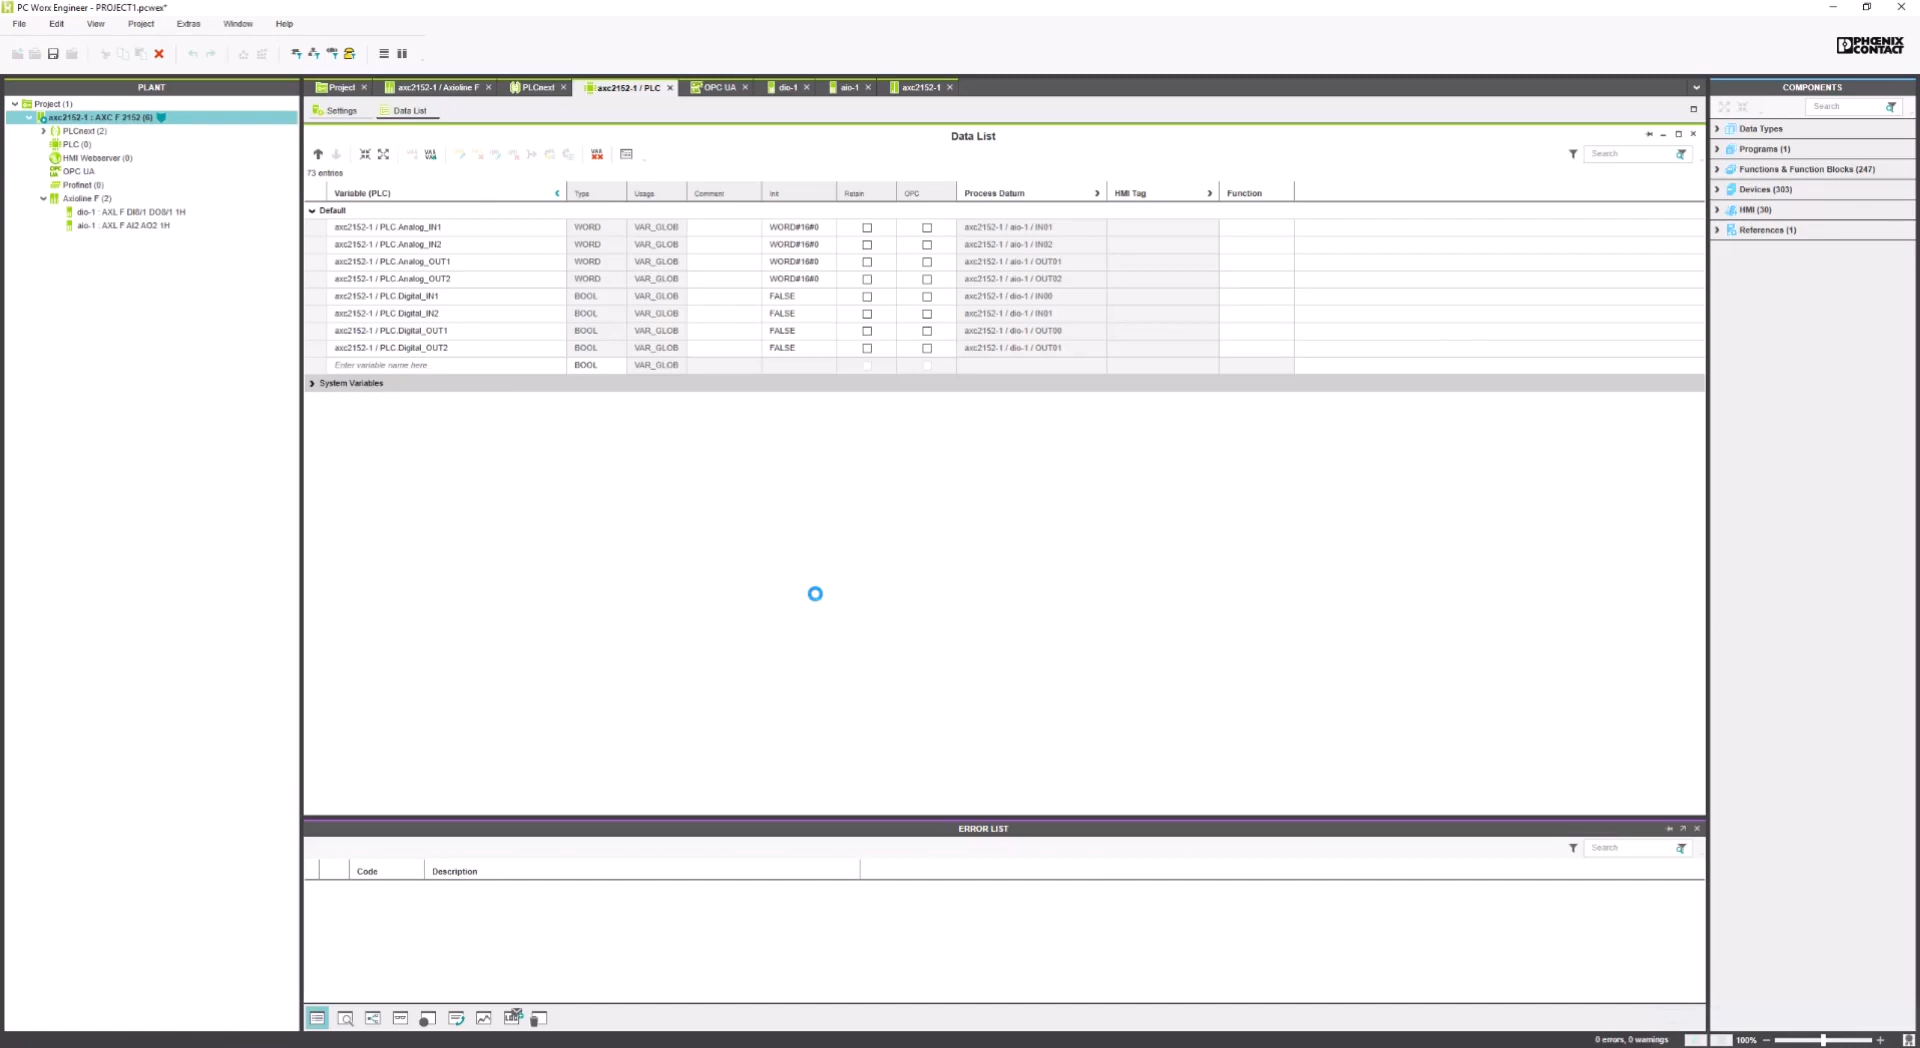 PC Worx Engineer - PROJECT1.pcwex*
File Edit View Project Extras Window Help
PHŒNIX CONTACT
PLANT
Project (1)
axc2152-1 : AXC F 2152 (6)
PLCnext (2)
PLC (0)
HMI Webserver (0)
OPC UA
Profinet (0)
Axioline F (2)
dio-1 : AXL F DI8/1 DO8/1 1H
aio-1 : AXL F AI2 AO2 1H
Project axc2152-1 / Axioline F PLCnext axc2152-1 / PLC OPC UA dio-1 aio-1 axc2152-1
Settings Data List
Data List
Search
73 entries
Variable (PLC) Type Usage Comment Init Retain OPC Process Datum HMI Tag Function
Default
axc2152-1 / PLC.Analog_IN1 WORD VAR_GLOB WORD#16#0 axc2152-1 / aio-1 / IN01
axc2152-1 / PLC.Analog_IN2 WORD VAR_GLOB WORD#16#0 axc2152-1 / aio-1 / IN02
axc2152-1 / PLC.Analog_OUT1 WORD VAR_GLOB WORD#16#0 axc2152-1 / aio-1 / OUT01
axc2152-1 / PLC.Analog_OUT2 WORD VAR_GLOB WORD#16#0 axc2152-1 / aio-1 / OUT02
axc2152-1 / PLC.Digital_IN1 BOOL VAR_GLOB FALSE axc2152-1 / dio-1 / IN00
axc2152-1 / PLC.Digital_IN2 BOOL VAR_GLOB FALSE axc2152-1 / dio-1 / IN01
axc2152-1 / PLC.Digital_OUT1 BOOL VAR_GLOB FALSE axc2152-1 / dio-1 / OUT00
axc2152-1 / PLC.Digital_OUT2 BOOL VAR_GLOB FALSE axc2152-1 / dio-1 / OUT01
Enter variable name here BOOL VAR_GLOB
System Variables
COMPONENTS
Search
Data Types
Programs (1)
Functions & Function Blocks (247)
Devices (303)
HMI (30)
References (1)
ERROR LIST
Search
Code Description
0 errors, 0 warnings 100%